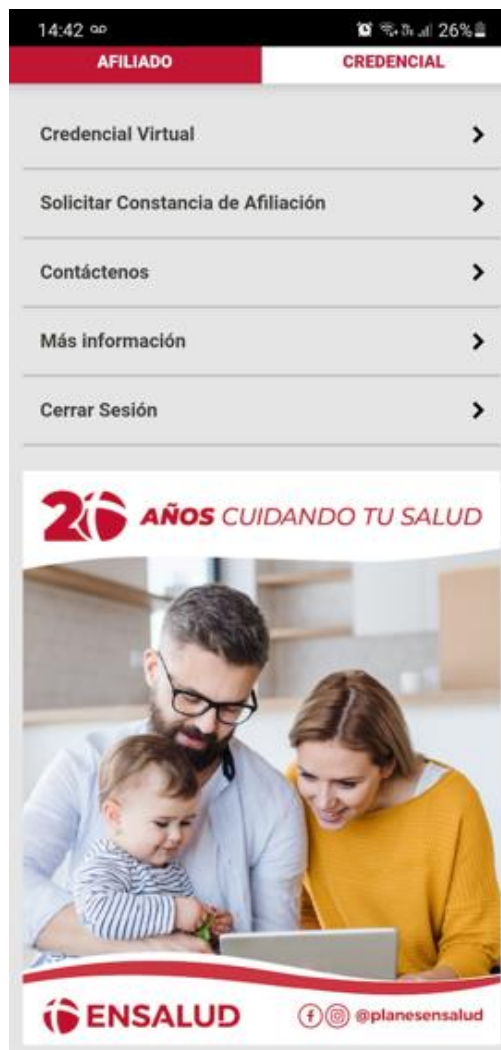 14:42
26%
AFILIADO
CREDENCIAL
Credencial Virtual
Solicitar Constancia de Afiliación
Contáctenos
Más información
Cerrar Sesión
20 AÑOS CUIDANDO TU SALUD
ENSALUD
@planesensalud